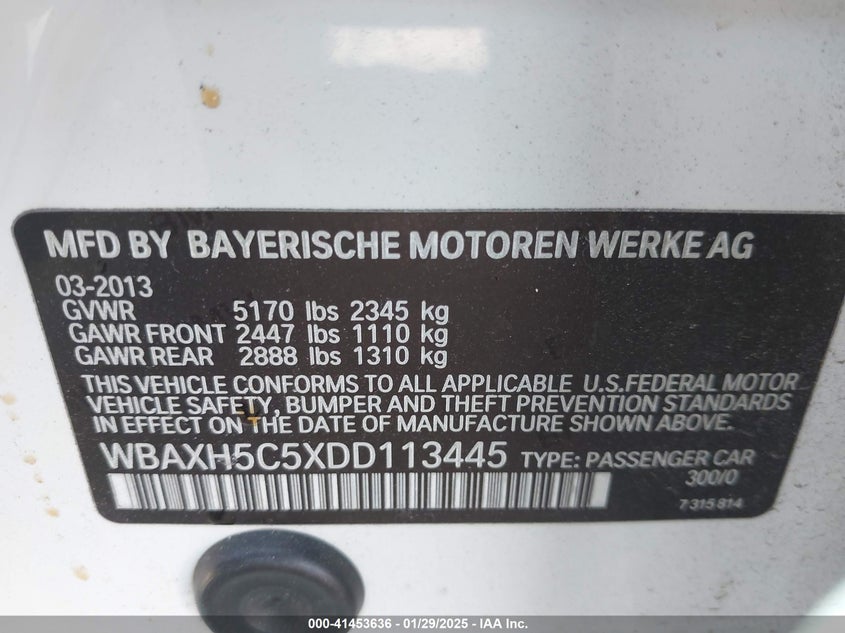 MFD BY BAYERISCHE MOTOREN WERKE AG
03-2013
GVWR 5170 lbs 2345 kg
GAWR FRONT 2447 lbs 1110 kg
GAWR REAR 2888 lbs 1310 kg
THIS VEHICLE CONFORMS TO ALL APPLICABLE U.S.FEDERAL MOTOR
VEHICLE SAFETY, BUMPER AND THEFT PREVENTION STANDARDS
IN EFFECT ON THE DATE OF MANUFACTURE SHOWN ABOVE.
WBAXH5C5XDD113445 TYPE: PASSENGER CAR
300/0
7 315 814
000-41453636 - 01/29/2025 - IAA Inc.